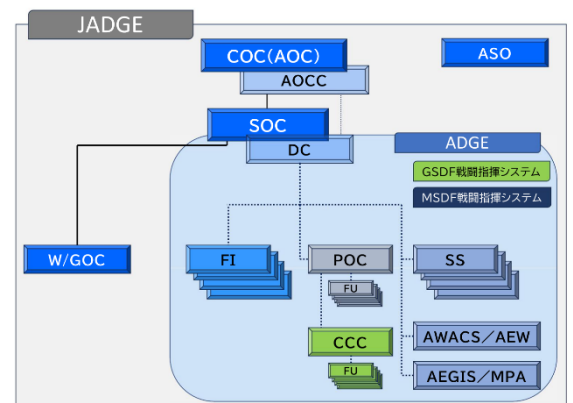 JADGE
COC(AOC)
AOCC
ASO
SOC
DC
ADGE
GSDF戦闘指揮システム
MSDF戦闘指揮システム
W/GOC
FI
POC
FU
SS
CCC
FU
AWACS／AEW
AEGIS／MPA